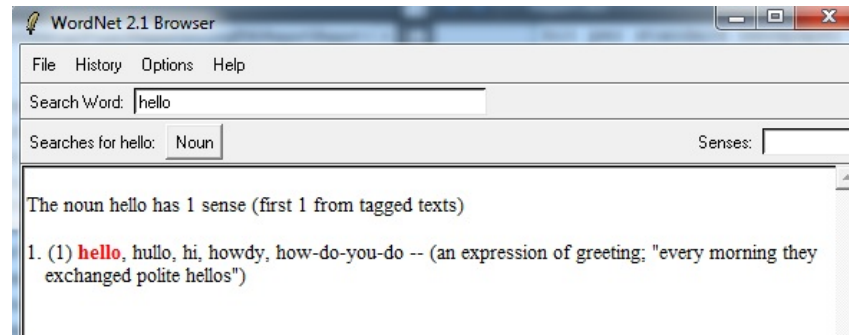 WordNet 2.1 Browser
File History Options Help
Search Word: hello
Searches for hello: Noun Senses:
The noun hello has 1 sense (first 1 from tagged texts)
1. (1) hello, hullo, hi, howdy, how-do-you-do -- (an expression of greeting; "every morning they
exchanged polite hellos")